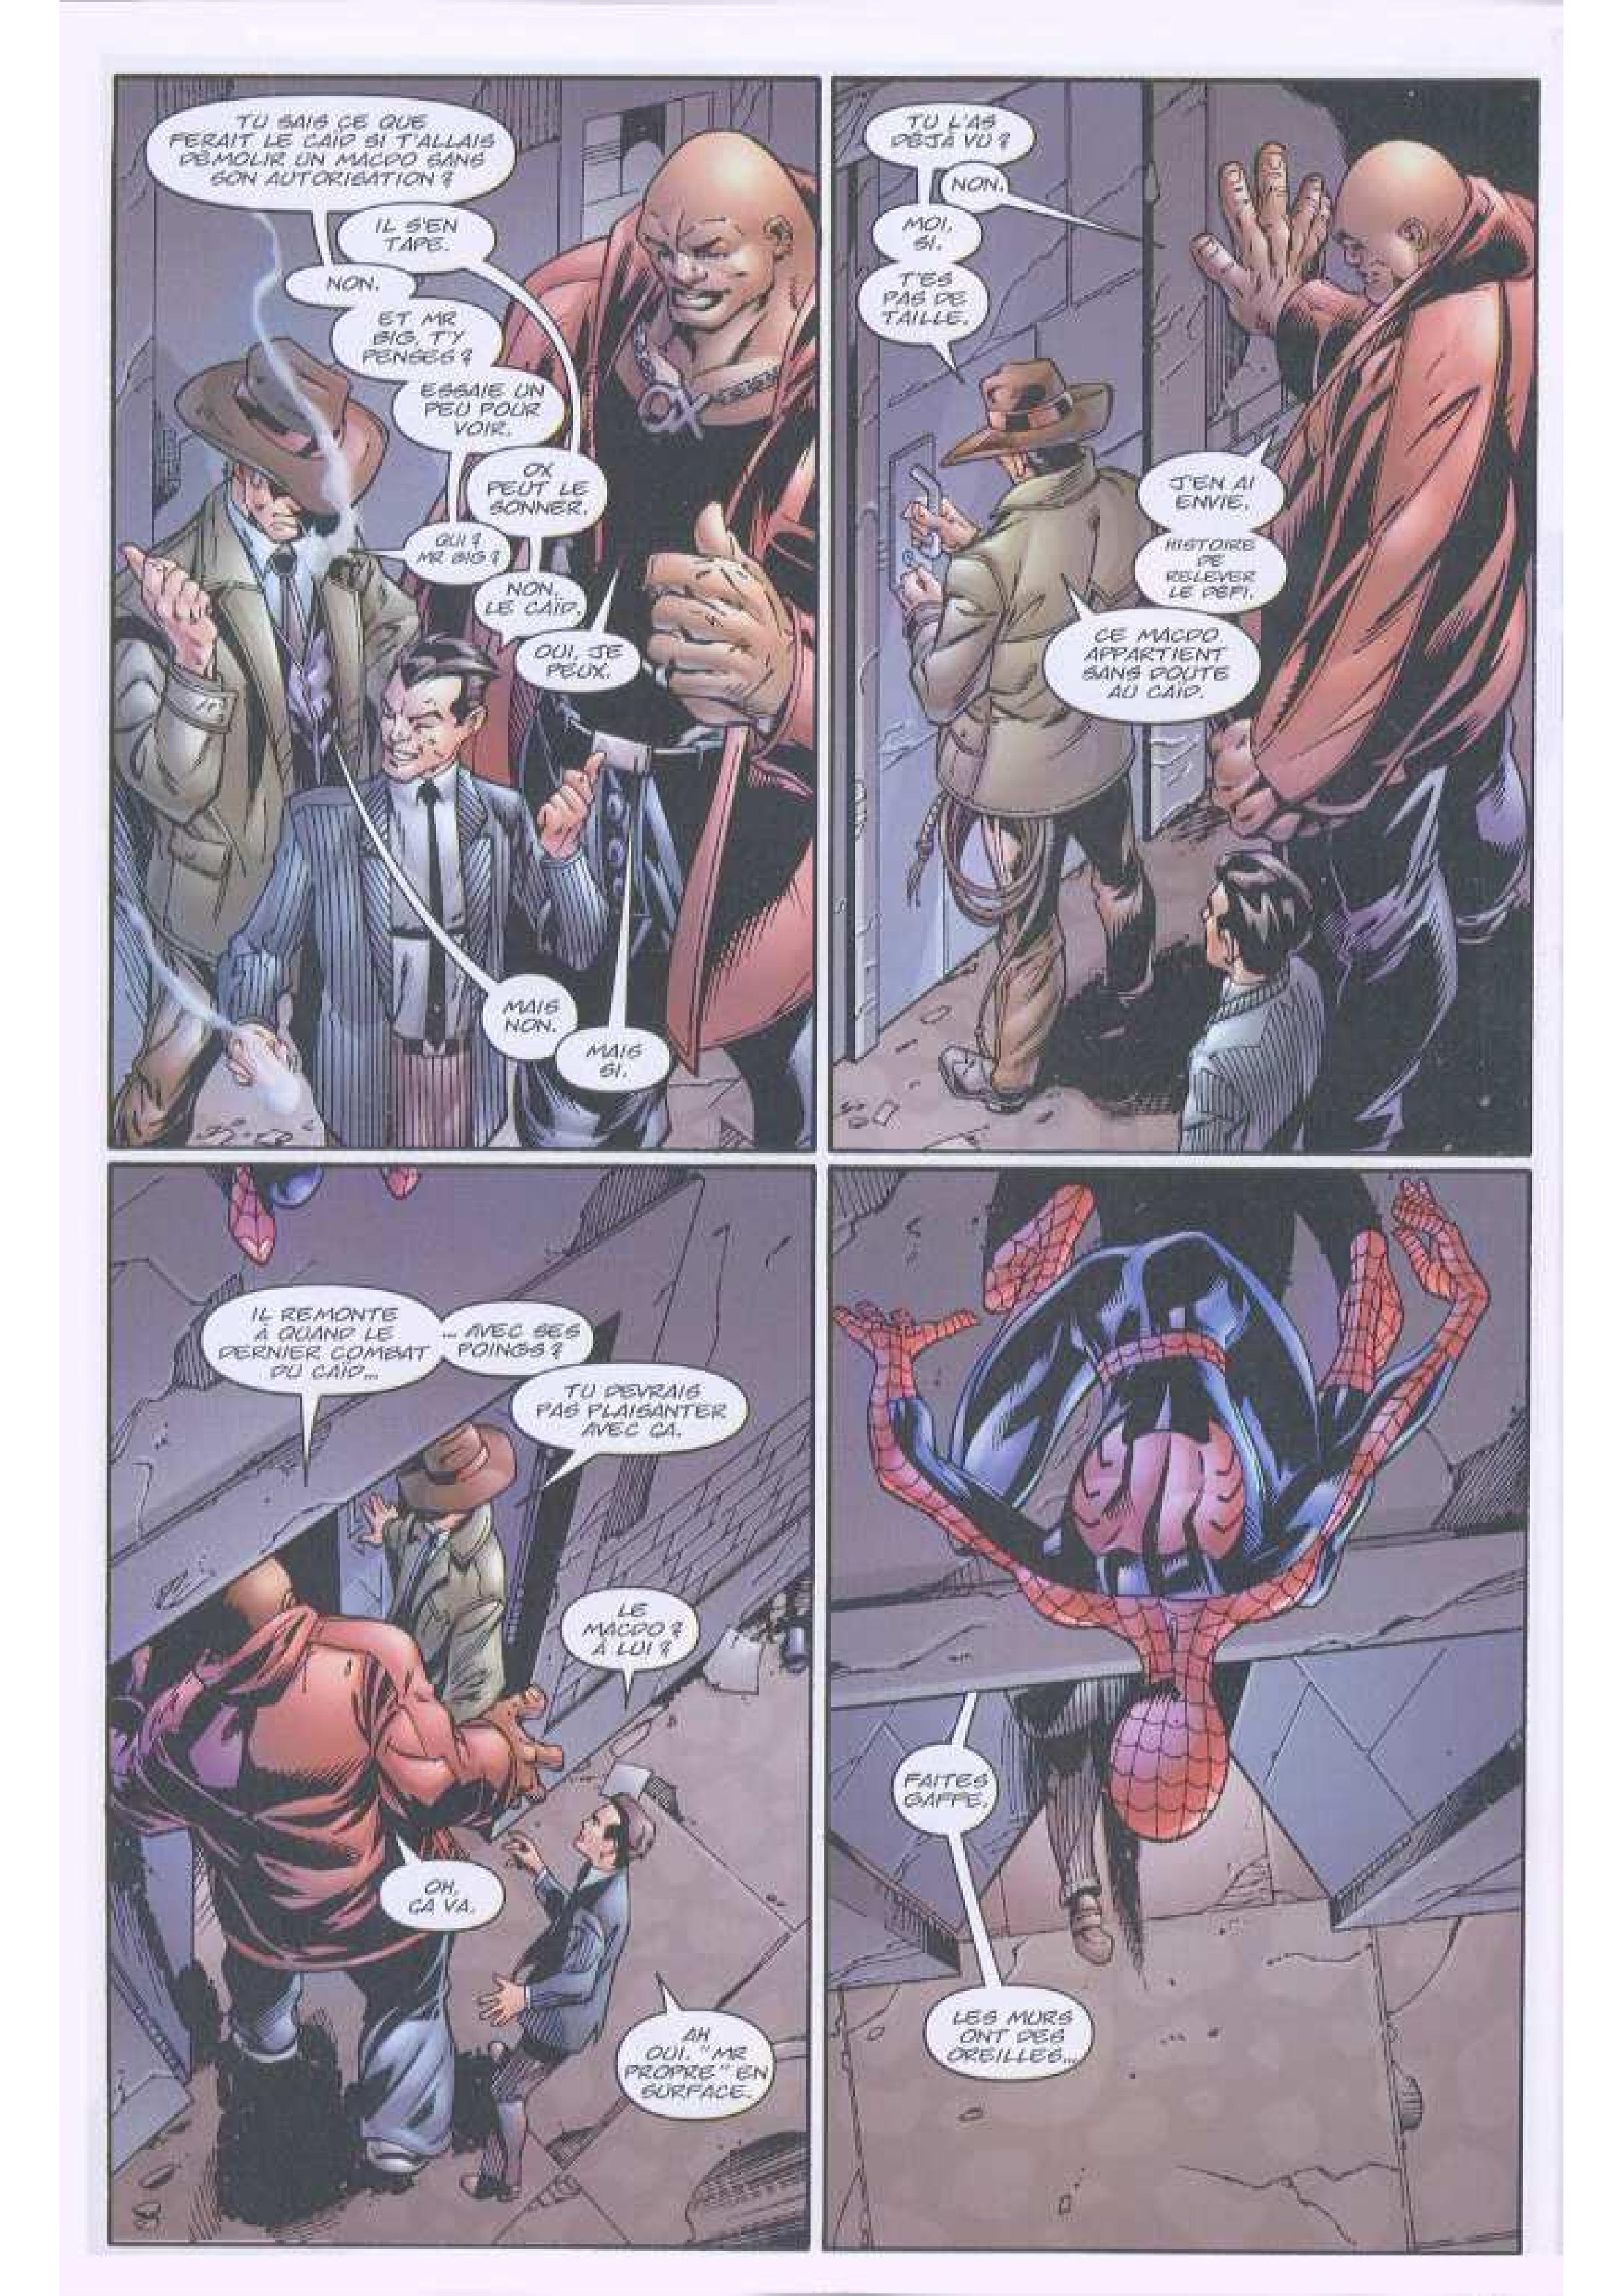 TU SAIS CE QUE
FERAIT LE CAÏD SI T'ALLAIS
DÉMOLIR UN MACDO SANS
SON AUTORISATION ?
IL S'EN
TAPE.
NON.
ET MR
BIG, T'Y
PENSES ?
ESSAIE UN
PEU POUR
VOIR.
OX
PEUT LE
SONNER.
QUI ?
MR BIG ?
NON,
LE CAÏD.
OUI, JE
PEUX.
OX
MAIS
NON.
MAIS
SI.
TU L'AS
DÉJÀ VU ?
NON.
MOI,
SI.
T'ES
PAS DE
TAILLE.
J'EN AI
ENVIE.
HISTOIRE
DE
RELEVER
LE DÉFI.
CE MACDO
APPARTIENT
SANS DOUTE
AU CAÏD.
IL REMONTE
À QUAND LE
DERNIER COMBAT
DU CAÏD...
... AVEC SES
POINGS ?
TU DEVRAIS
PAS PLAISANTER
AVEC ÇA.
LE
MACDO ?
À LUI ?
OH,
ÇA VA.
AH
OUI, "MR
PROPRE" EN
SURFACE.
FAITES
GAFFE.
LES MURS
ONT DES
OREILLES...